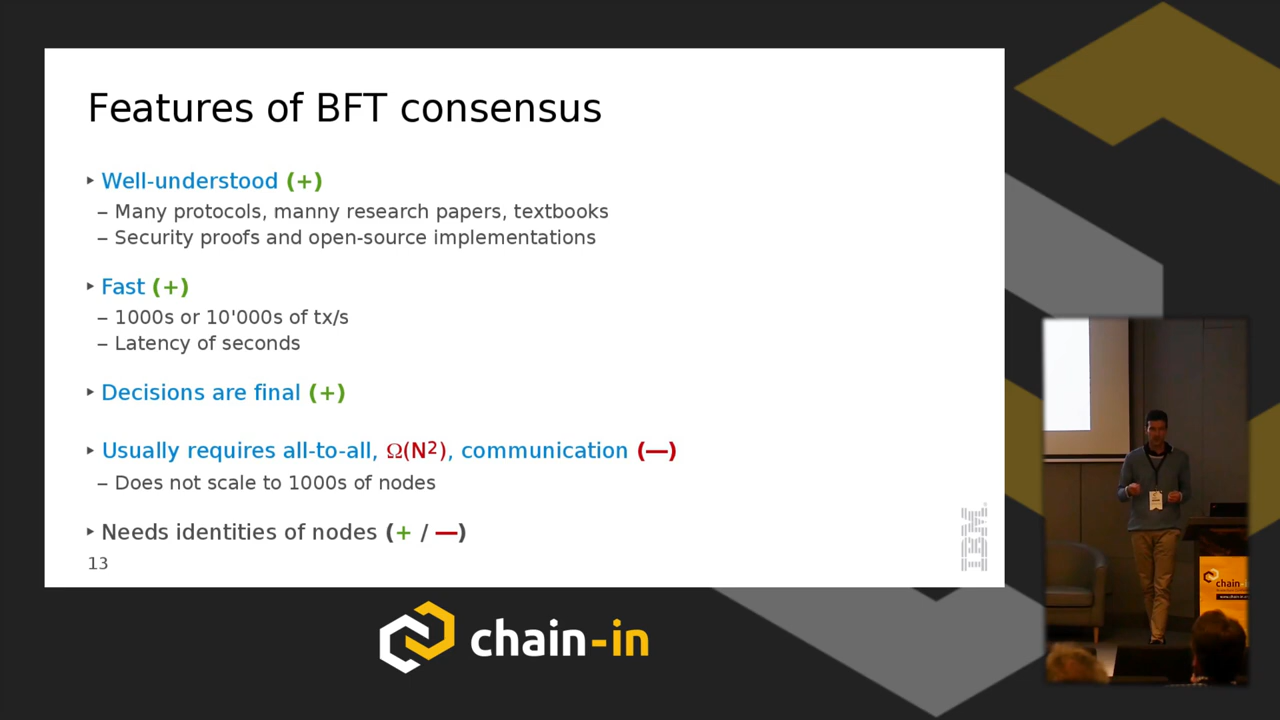 Features of BFT consensus
‣ Well-understood (+)
– Many protocols, manny research papers, textbooks
– Security proofs and open-source implementations
‣ Fast (+)
– 1000s or 10'000s of tx/s
– Latency of seconds
‣ Decisions are final (+)
‣ Usually requires all-to-all, Ω(N²), communication (—)
– Does not scale to 1000s of nodes
‣ Needs identities of nodes (+ / —)
13
IBM
chain-in
chain-in